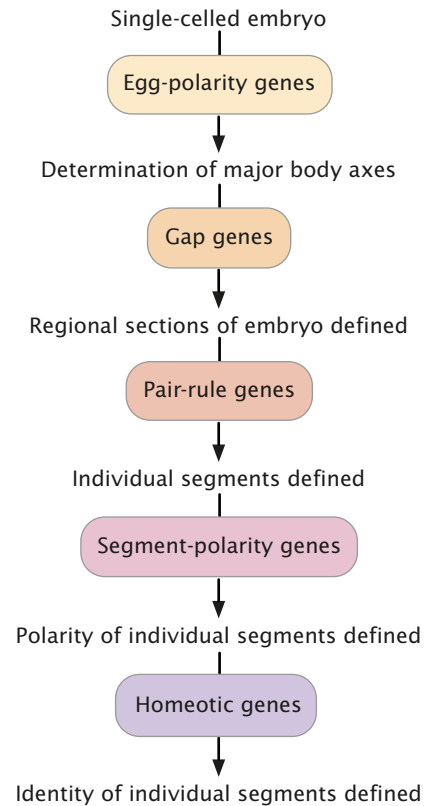 Single-celled embryo
Egg-polarity genes
Determination of major body axes
Gap genes
Regional sections of embryo defined
Pair-rule genes
Individual segments defined
Segment-polarity genes
Polarity of individual segments defined
Homeotic genes
Identity of individual segments defined